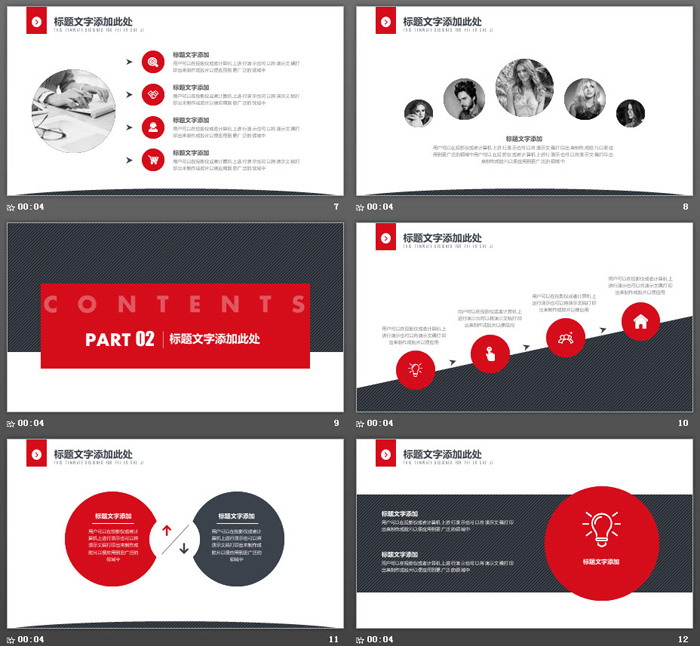 标题文字添加此处
标题文字添加
用户可以在投影仪或者计算机上进行演示也可以将演示文稿打
印出来制作成胶片以便应用到更广泛的领域中
标题文字添加
用户可以在投影仪或者计算机上进行演示也可以将演示文稿打
印出来制作成胶片以便应用到更广泛的领域中
标题文字添加
用户可以在投影仪或者计算机上进行演示也可以将演示文稿打
印出来制作成胶片以便应用到更广泛的领域中
标题文字添加
用户可以在投影仪或者计算机上进行演示也可以将演示文稿打
印出来制作成胶片以便应用到更广泛的领域中
00:04
7
标题文字添加此处
标题文字添加
用户可以在投影仪或者计算机上进行演示也可以将演示文稿打印出来制作成胶片以便应
用到更广泛的领域中用户可以在投影仪或者计算机上进行演示也可以将演示文稿打印出
来制作成胶片以便应用到更广泛的领域中
00:04
8
CONTENTS
PART 02
标题文字添加此处
00:04
9
标题文字添加此处
用户可以在投影仪或者计算机上
进行演示也可以将演示文稿打印
出来制作成胶片以便应用
用户可以在投影仪或者计算机上
进行演示也可以将演示文稿打印
出来制作成胶片以便应用
用户可以在投影仪或者计算机上
进行演示也可以将演示文稿打印
出来制作成胶片以便应用
用户可以在投影仪或者计算机上
进行演示也可以将演示文稿打印
出来制作成胶片以便应用
00:04
10
标题文字添加此处
标题文字添加
用户可以在投影仪或者计
算机上进行演示也可以将
演示文稿打印出来制作成
胶片以便应用到更广泛的
领域中
标题文字添加
用户可以在投影仪或者计
算机上进行演示也可以将
演示文稿打印出来制作成
胶片以便应用到更广泛的
领域中
00:04
11
标题文字添加此处
标题文字添加
用户可以在投影仪或者计算机上进行演示也可以将演示文稿打印
出来制作成胶片以便应用到更广泛的领域中
标题文字添加
用户可以在投影仪或者计算机上进行演示也可以将演示文稿打印
出来制作成胶片以便应用到更广泛的领域中
标题文字添加
00:04
12